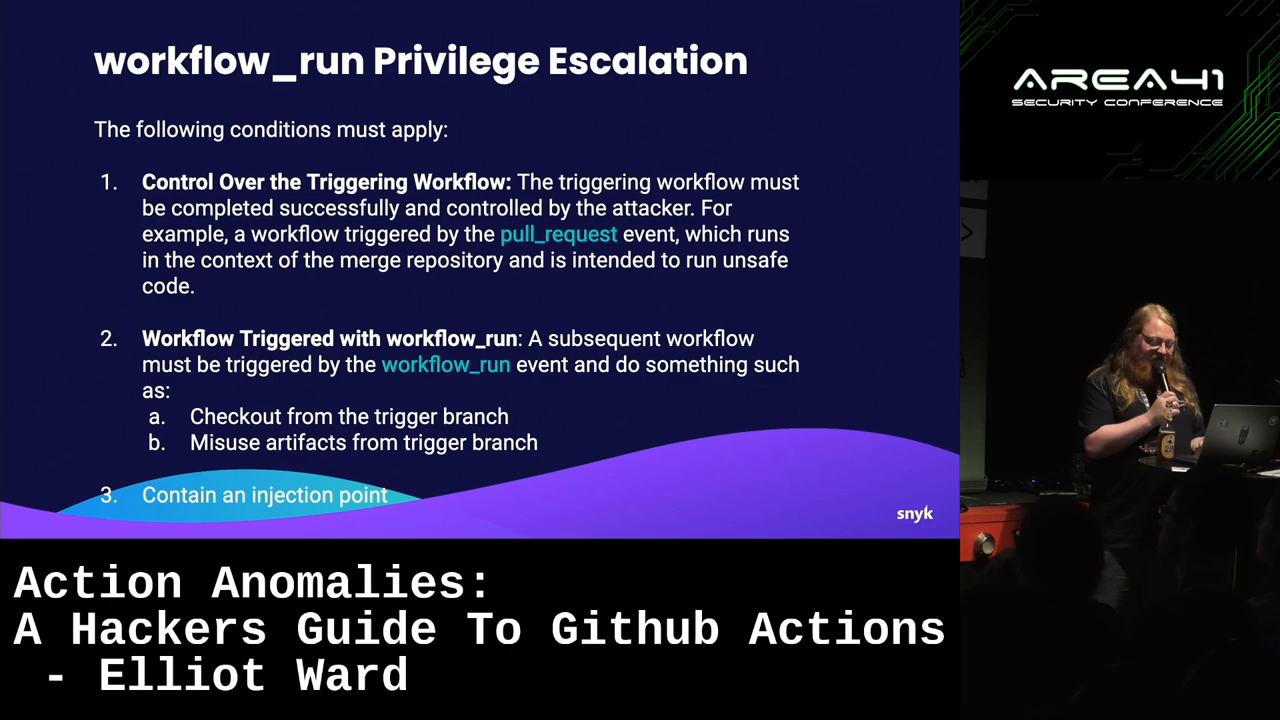 workflow_run Privilege Escalation
The following conditions must apply:
1. Control Over the Triggering Workflow: The triggering workflow must
be completed successfully and controlled by the attacker. For
example, a workflow triggered by the pull_request event, which runs
in the context of the merge repository and is intended to run unsafe
code.
2. Workflow Triggered with workflow_run: A subsequent workflow
must be triggered by the workflow_run event and do something such
as:
a. Checkout from the trigger branch
b. Misuse artifacts from trigger branch
3. Contain an injection point
snyk
AREA41
SECURITY CONFERENCE
Action Anomalies:
A Hackers Guide To Github Actions
- Elliot Ward